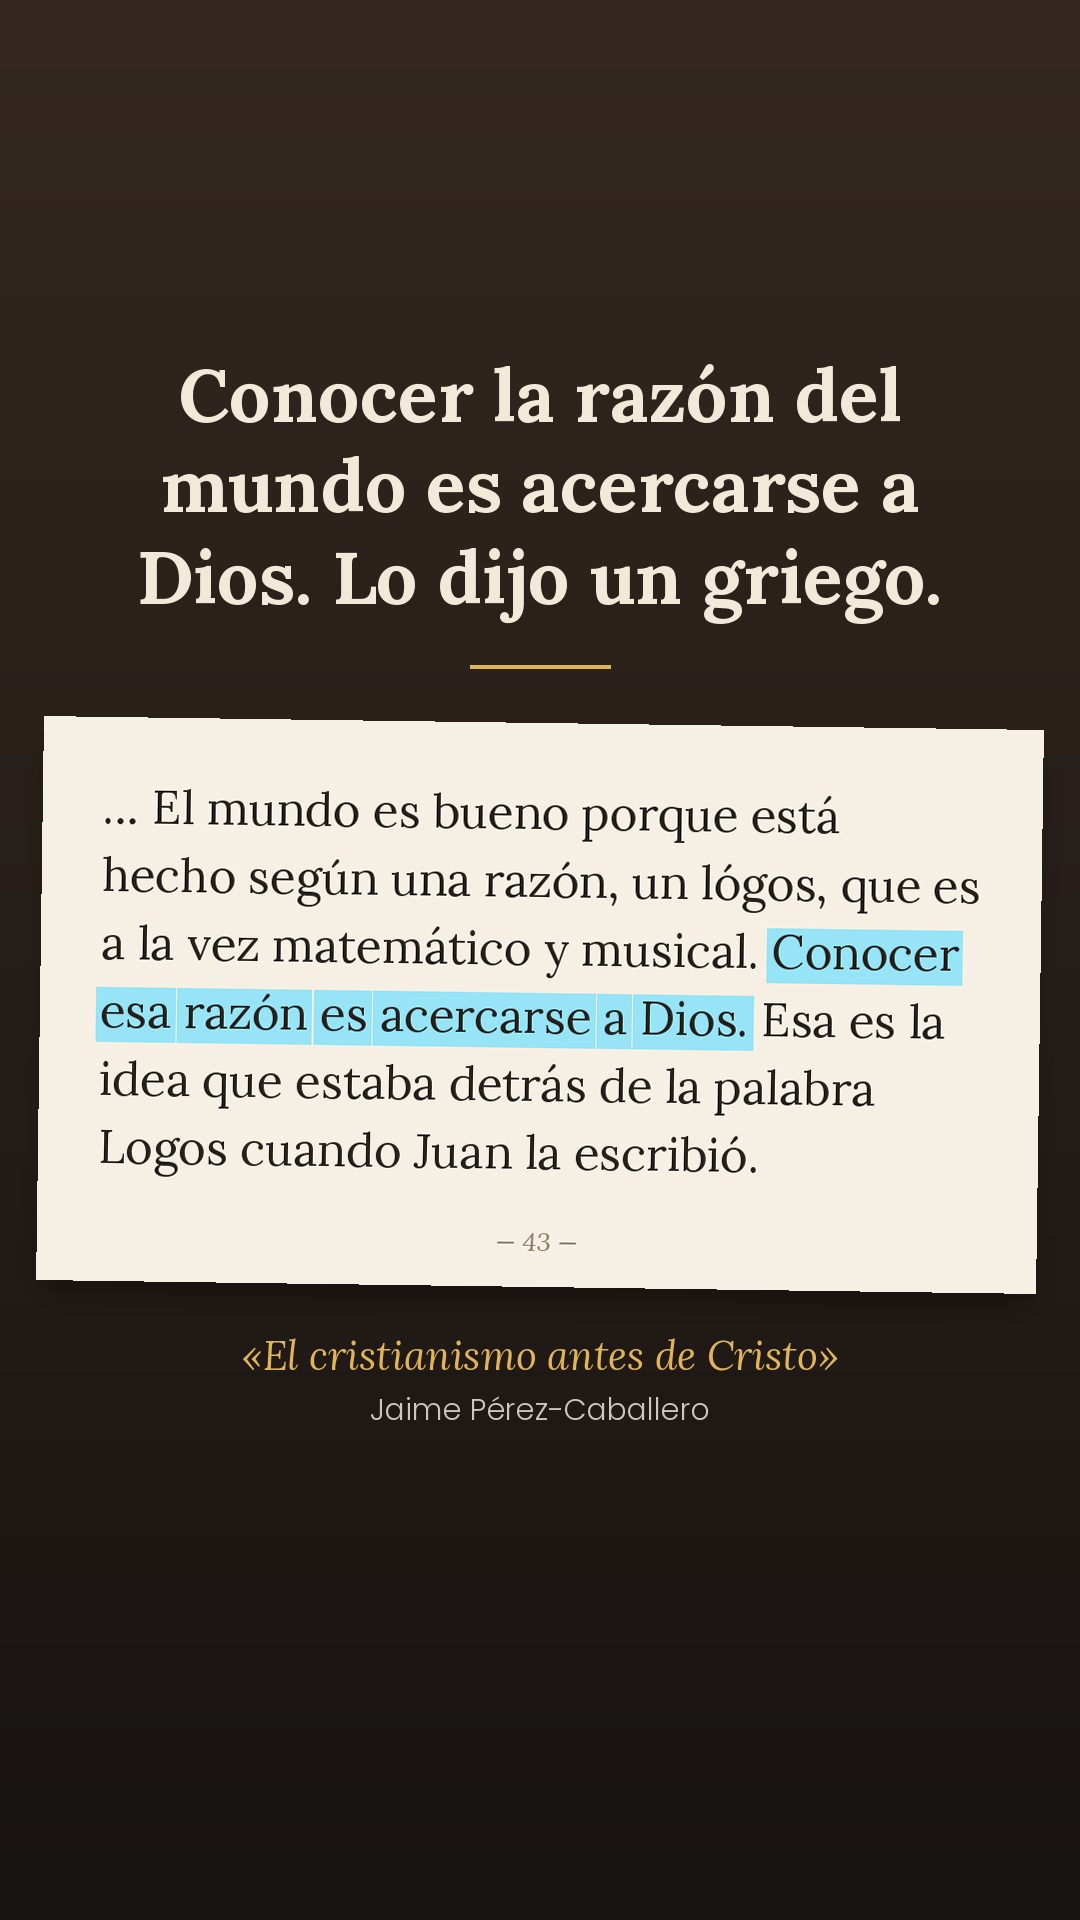 Conocer la razón del
mundo es acercarse a
Dios. Lo dijo un griego.
... El mundo es bueno porque está
hecho según una razón, un lógos, que es
a la vez matemático y musical. Conocer
esa razón es acercarse a Dios. Esa es la
idea que estaba detrás de la palabra
Logos cuando Juan la escribió.
— 43 —
«El cristianismo antes de Cristo»
Jaime Pérez-Caballero